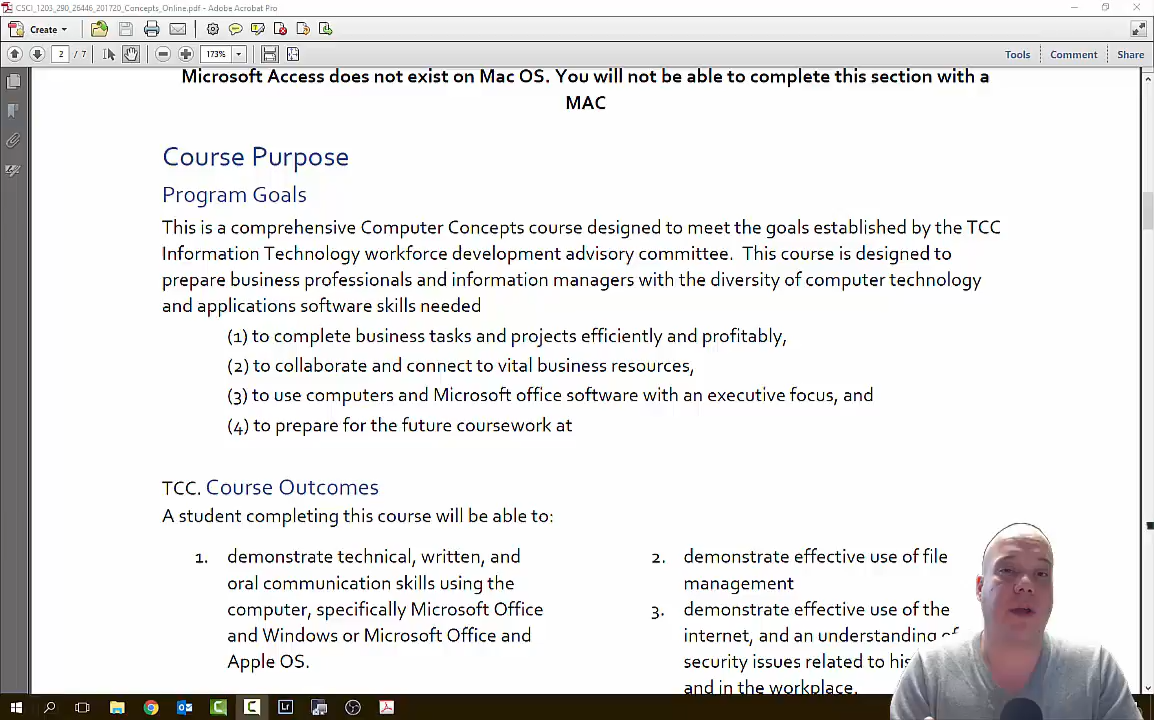 CSCI_1203_290_26446_201720_Concepts_Online.pdf - Adobe Acrobat Pro
Create
2 / 7
173%
Tools Comment Share
Microsoft Access does not exist on Mac OS. You will not be able to complete this section with a
MAC
Course Purpose
Program Goals
This is a comprehensive Computer Concepts course designed to meet the goals established by the TCC
Information Technology workforce development advisory committee. This course is designed to
prepare business professionals and information managers with the diversity of computer technology
and applications software skills needed
(1) to complete business tasks and projects efficiently and profitably,
(2) to collaborate and connect to vital business resources,
(3) to use computers and Microsoft office software with an executive focus, and
(4) to prepare for the future coursework at
TCC. Course Outcomes
A student completing this course will be able to:
1. demonstrate technical, written, and
oral communication skills using the
computer, specifically Microsoft Office
and Windows or Microsoft Office and
Apple OS.
2. demonstrate effective use of file
management
3. demonstrate effective use of the
internet, and an understanding of
security issues related to
and in the workplace.